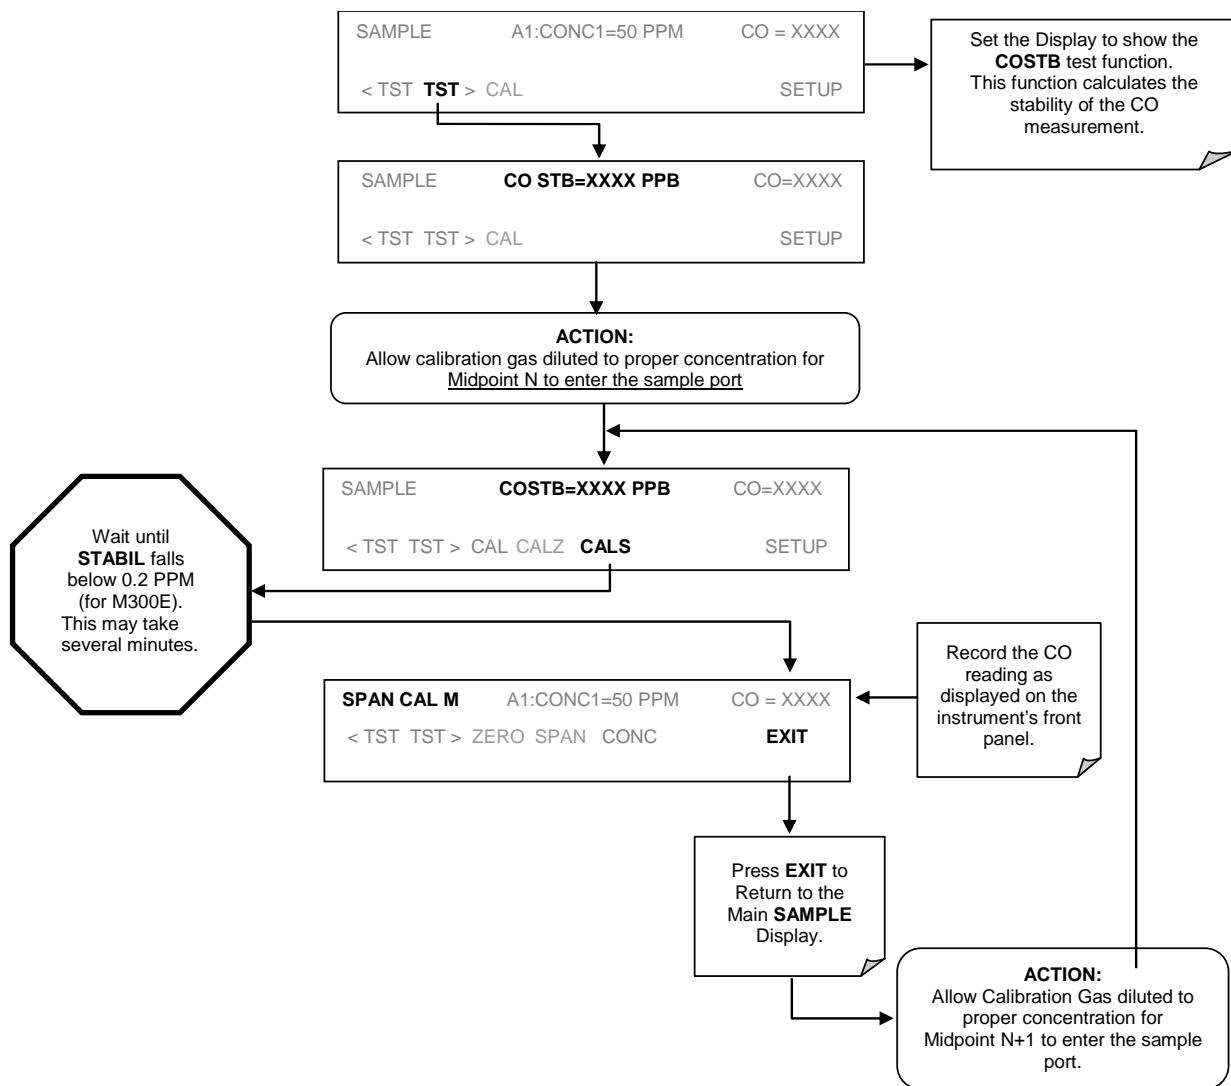 SAMPLE A1:CONC1=50 PPM CO = XXXX
< TST TST > CAL SETUP
Set the Display to show the
COSTB test function.
This function calculates the
stability of the CO
measurement.
SAMPLE CO STB=XXXX PPB CO=XXXX
< TST TST > CAL SETUP
ACTION:
Allow calibration gas diluted to proper concentration for
Midpoint N to enter the sample port
SAMPLE COSTB=XXXX PPB CO=XXXX
< TST TST > CAL CALZ CALS SETUP
Wait until
STABIL falls
below 0.2 PPM
(for M300E).
This may take
several minutes.
SPAN CAL M A1:CONC1=50 PPM CO = XXXX
< TST TST > ZERO SPAN CONC EXIT
Record the CO
reading as
displayed on the
instrument's front
panel.
Press EXIT to
Return to the
Main SAMPLE
Display.
ACTION:
Allow Calibration Gas diluted to
proper concentration for
Midpoint N+1 to enter the sample
port.